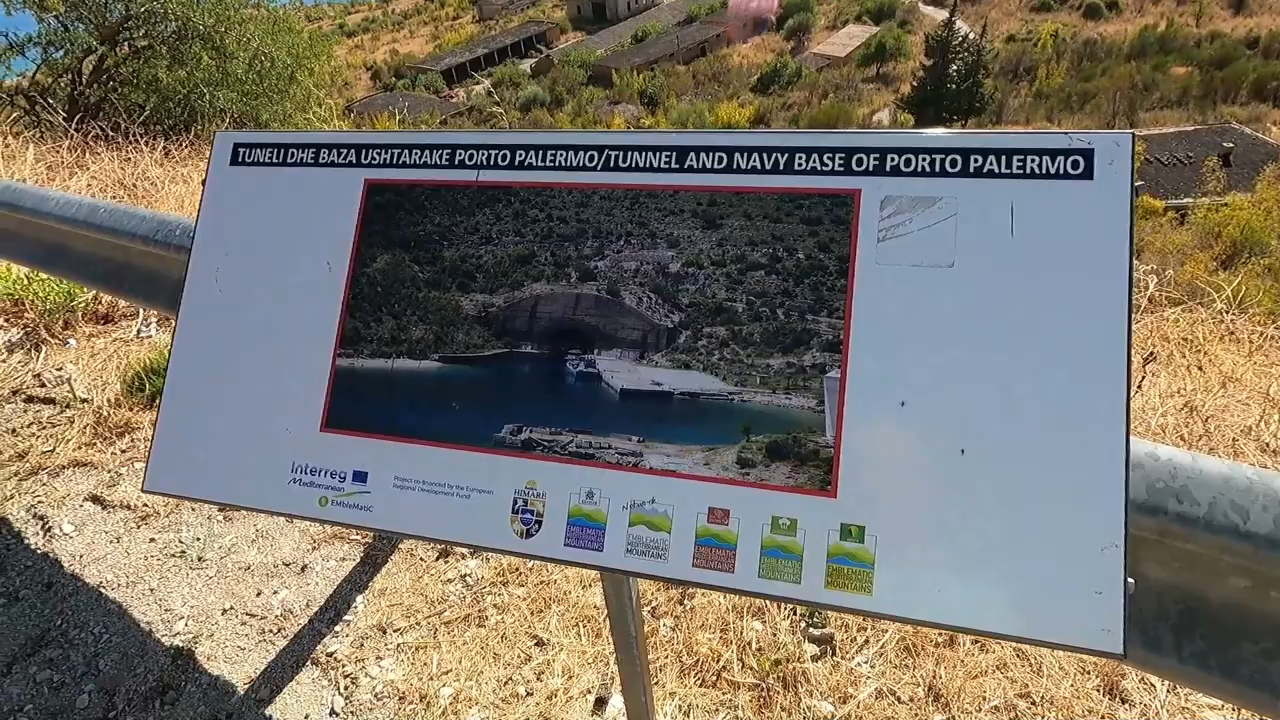 TUNELI DHE BAZA USHTARAKE PORTO PALERMO/TUNNEL AND NAVY BASE OF PORTO PALERMO
Interreg
Mediterranean
EMbleMatiC
Project co-financed by the European
Regional Development Fund
HIMARË
EMBLEMATIC
MEDITERRANEAN
MOUNTAINS
Network
EMBLEMATIC
MEDITERRANEAN
MOUNTAINS
EMBLEMATIC
MEDITERRANEAN
MOUNTAINS
EMBLEMATIC
MEDITERRANEAN
MOUNTAINS
EMBLEMATIC
MEDITERRANEAN
MOUNTAINS